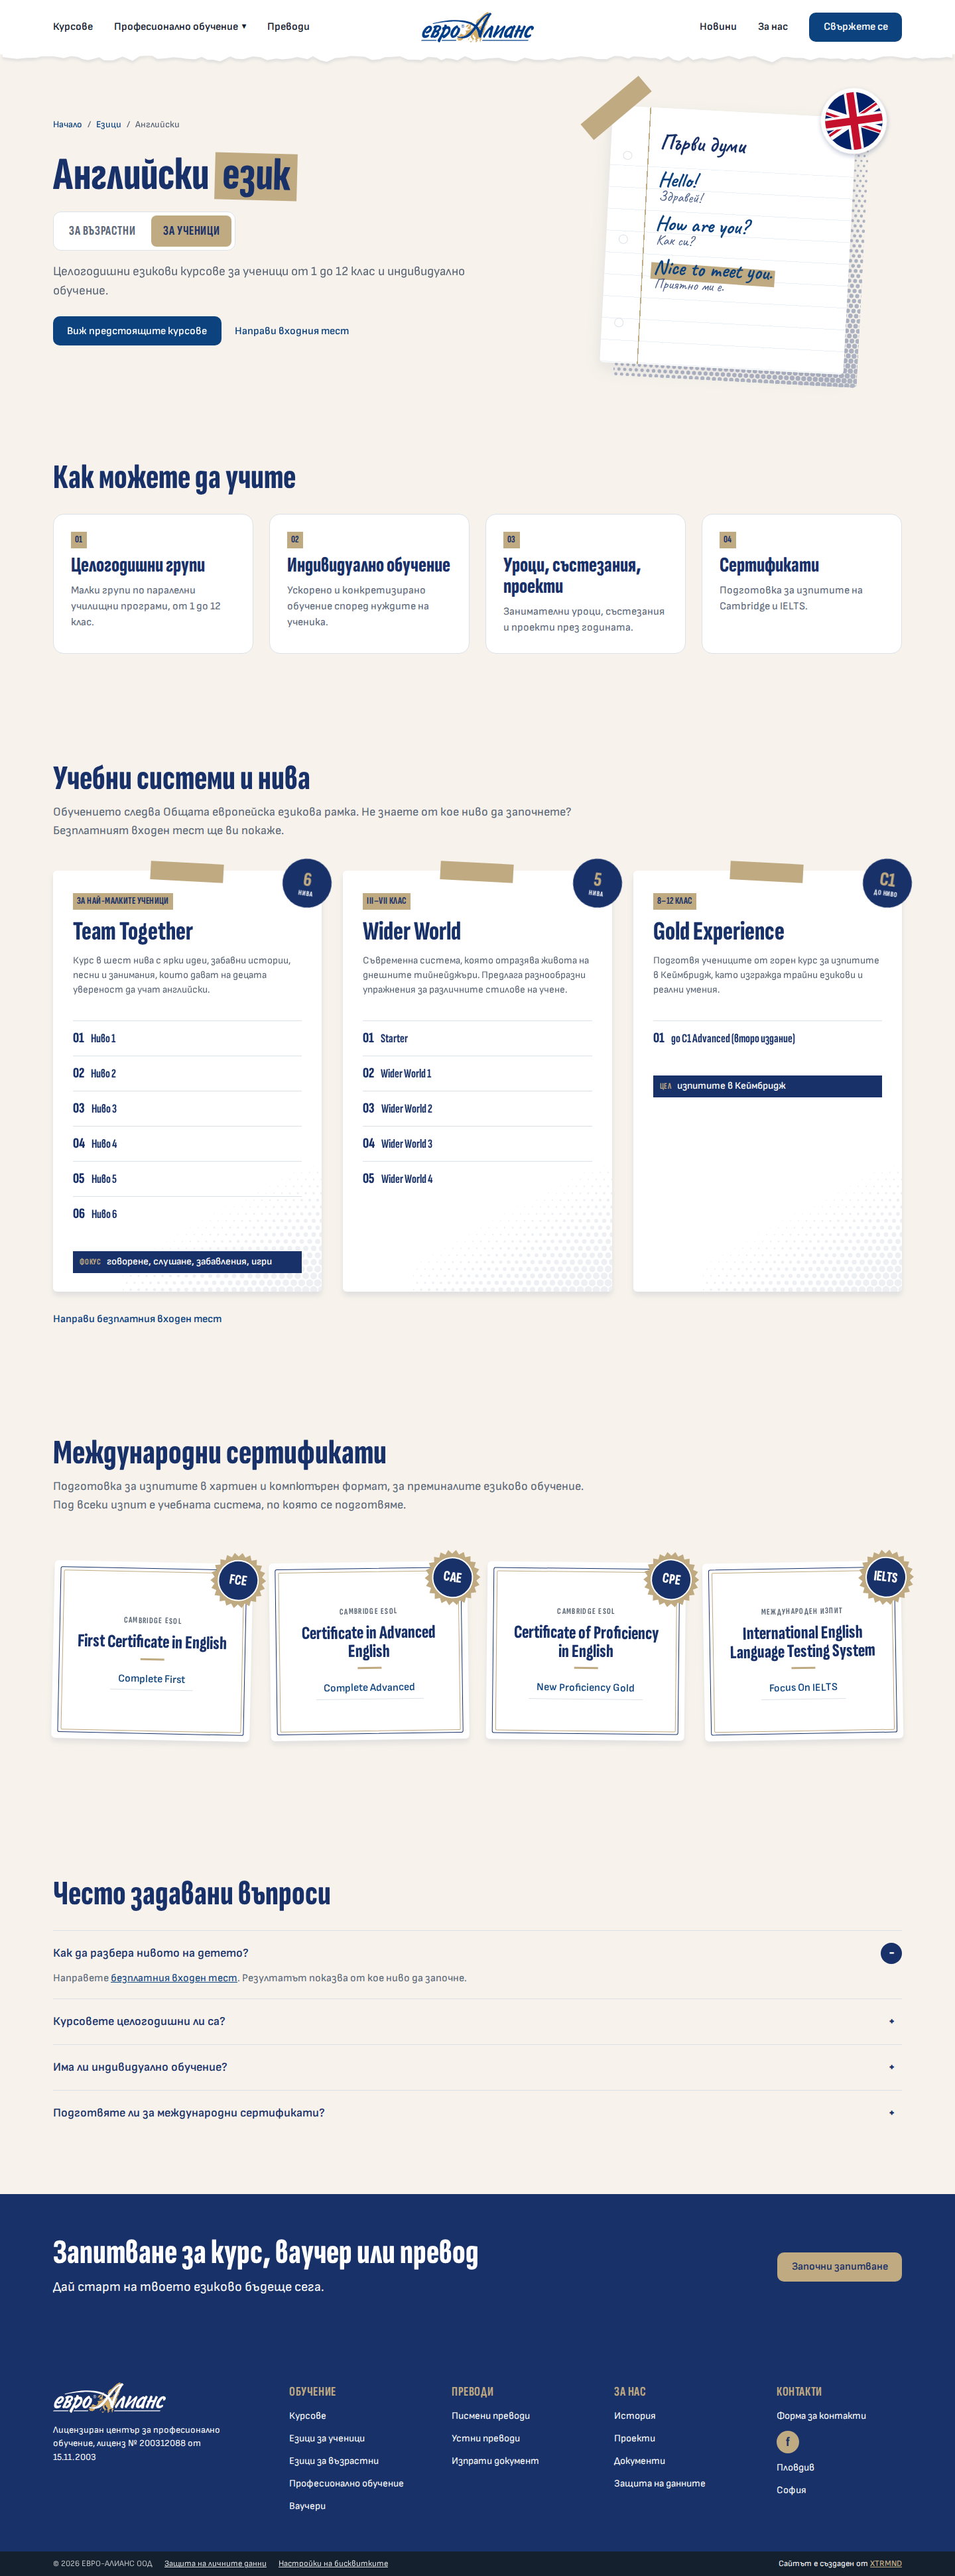 Курсове
Професионално обучение ▾
Преводи
евроАлианс
Новини
За нас
Свържете се
Начало / Езици / Английски
Английски език
ЗА ВЪЗРАСТНИ
ЗА УЧЕНИЦИ
Целогодишни езикови курсове за ученици от 1 до 12 клас и индивидуално
обучение.
Виж предстоящите курсове
Направи входния тест
Първи думи
Hello!
Здравей!
How are you?
Как си?
Nice to meet you.
Приятно ми е.
Как можете да учите
01
Целогодишни групи
Малки групи по паралелни
училищни програми, от 1 до 12
клас.
02
Индивидуално обучение
Ускорено и конкретизирано
обучение според нуждите на
ученика.
03
Уроци, състезания,
проекти
Занимателни уроци, състезания
и проекти през годината.
04
Сертификати
Подготовка за изпитите на
Cambridge и IELTS.
Учебни системи и нива
Обучението следва Общата европейска езикова рамка. Не знаете от кое ниво да започнете?
Безплатният входен тест ще ви покаже.
6
НИВА
ЗА НАЙ-МАЛКИТЕ УЧЕНИЦИ
Team Together
Курс в шест нива с ярки идеи, забавни истории,
песни и занимания, които дават на децата
увереност да учат английски.
01 Ниво 1
02 Ниво 2
03 Ниво 3
04 Ниво 4
05 Ниво 5
06 Ниво 6
ФОКУС говорене, слушане, забавления, игри
5
НИВА
III–VII КЛАС
Wider World
Съвременна система, която отразява живота на
днешните тийнейджъри. Предлага разнообразни
упражнения за различните стилове на учене.
01 Starter
02 Wider World 1
03 Wider World 2
04 Wider World 3
05 Wider World 4
C1
ДО НИВО
8–12 КЛАС
Gold Experience
Подготвя учениците от горен курс за изпитите
в Кеймбридж, като изгражда трайни езикови и
реални умения.
01 до C1 Advanced (второ издание)
ЦЕЛ изпитите в Кеймбридж
Направи безплатния входен тест
Международни сертификати
Подготовка за изпитите в хартиен и компютърен формат, за преминалите езиково обучение.
Под всеки изпит е учебната система, по която се подготвяме.
FCE
CAMBRIDGE ESOL
First Certificate in English
Complete First
CAE
CAMBRIDGE ESOL
Certificate in Advanced
English
Complete Advanced
CPE
CAMBRIDGE ESOL
Certificate of Proficiency
in English
New Proficiency Gold
IELTS
МЕЖДУНАРОДЕН ИЗПИТ
International English
Language Testing System
Focus On IELTS
Често задавани въпроси
Как да разбера нивото на детето?
–
Направете безплатния входен тест. Резултатът показва от кое ниво да започне.
Курсовете целогодишни ли са?
+
Има ли индивидуално обучение?
+
Подготвяте ли за международни сертификати?
+
Запитване за курс, ваучер или превод
Дай старт на твоето езиково бъдеще сега.
Започни запитване
евроАлианс
Лицензиран център за професионално
обучение, лиценз № 200312088 от
15.11.2003
ОБУЧЕНИЕ
Курсове
Езици за ученици
Езици за възрастни
Професионално обучение
Ваучери
ПРЕВОДИ
Писмени преводи
Устни преводи
Изпрати документ
ЗА НАС
История
Проекти
Документи
Защита на данните
КОНТАКТИ
Форма за контакти
f
Пловдив
София
© 2026 ЕВРО-АЛИАНС ООД
Защита на личните данни
Настройки на бисквитките
Сайтът е създаден от XTRMND